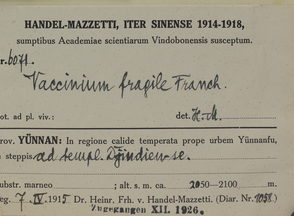 HANDEL-MAZZETTI, ITER SINENSE 1914-1918,
sumptibus Academiae scientiarum Vindobonensis susceptum.
Nr. 6071.
Vaccinium fragile Franch.
ot. ad pl. viv.: det. H-M
rov. YÜNNAN: In regione calide temperata prope urbem Yünnanfu,
n steppis ad templ. Djindien-se.
ubstr. marneo ; alt. s. m. ca. 2050—2100 m.
eg. 7. IV. 1915 Dr. Heinr. Frh. v. Handel-Mazzetti. (Diar. Nr.
Zugegangen XII. 1926.